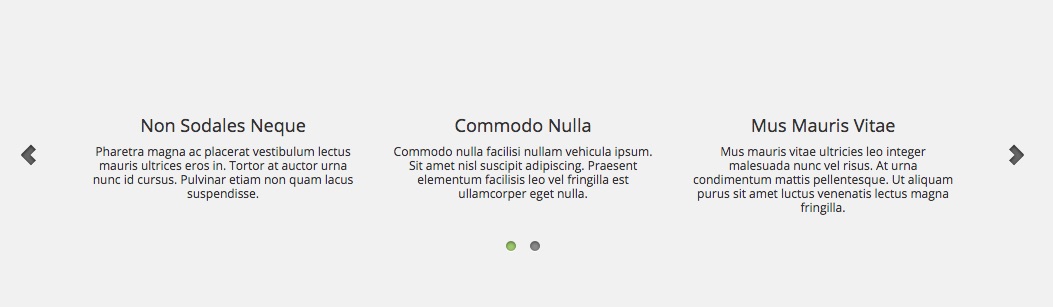 Non Sodales Neque
Pharetra magna ac placerat vestibulum lectus
mauris ultrices eros in. Tortor at auctor urna
nunc id cursus. Pulvinar etiam non quam lacus
suspendisse.
Commodo Nulla
Commodo nulla facilisi nullam vehicula ipsum.
Sit amet nisl suscipit adipiscing. Praesent
elementum facilisis leo vel fringilla est
ullamcorper eget nulla.
Mus Mauris Vitae
Mus mauris vitae ultricies leo integer
malesuada nunc vel risus. At urna
condimentum mattis pellentesque. Ut aliquam
purus sit amet luctus venenatis lectus magna
fringilla.